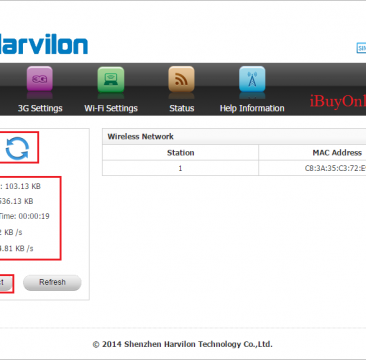 Harvilon
3G Settings Wi-Fi Settings Status Help Information
Wireless Network
Station MAC Address
1 C8:3A:35:C3:72:E
: 103.13 KB
536.13 KB
Time: 00:00:19
KB /s
4.81 KB /s
Refresh
© 2014 Shenzhen Harvilon Technology Co.,Ltd.